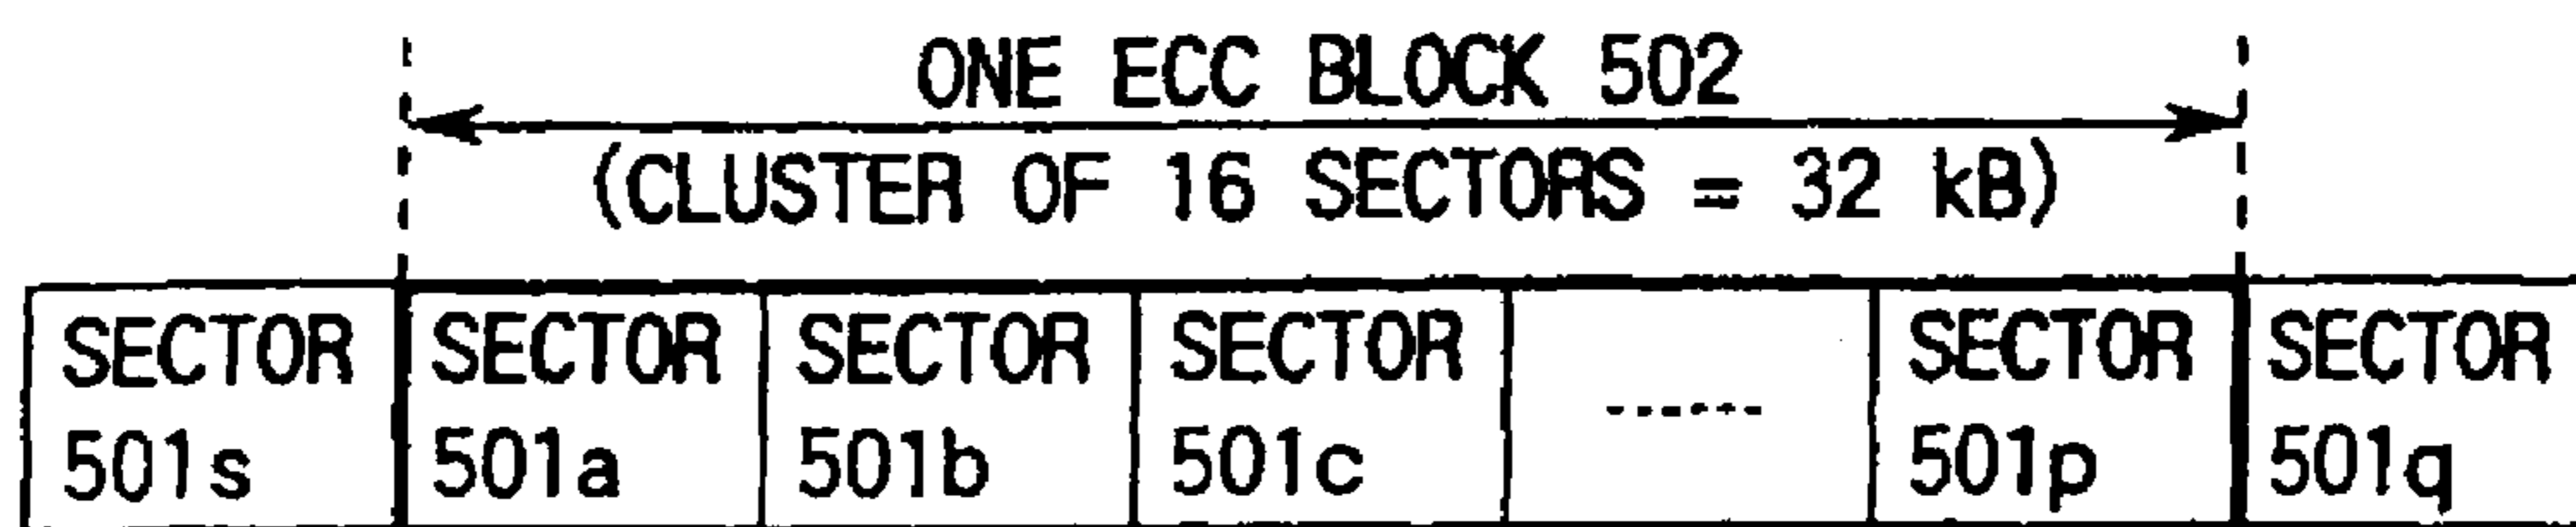 ONE ECC BLOCK 502
(CLUSTER OF 16 SECTORS = 32 kB)
SECTOR SECTOR SECTOR SECTOR ------ SECTOR SECTOR
501s 501a 501b 501c 501p 501q